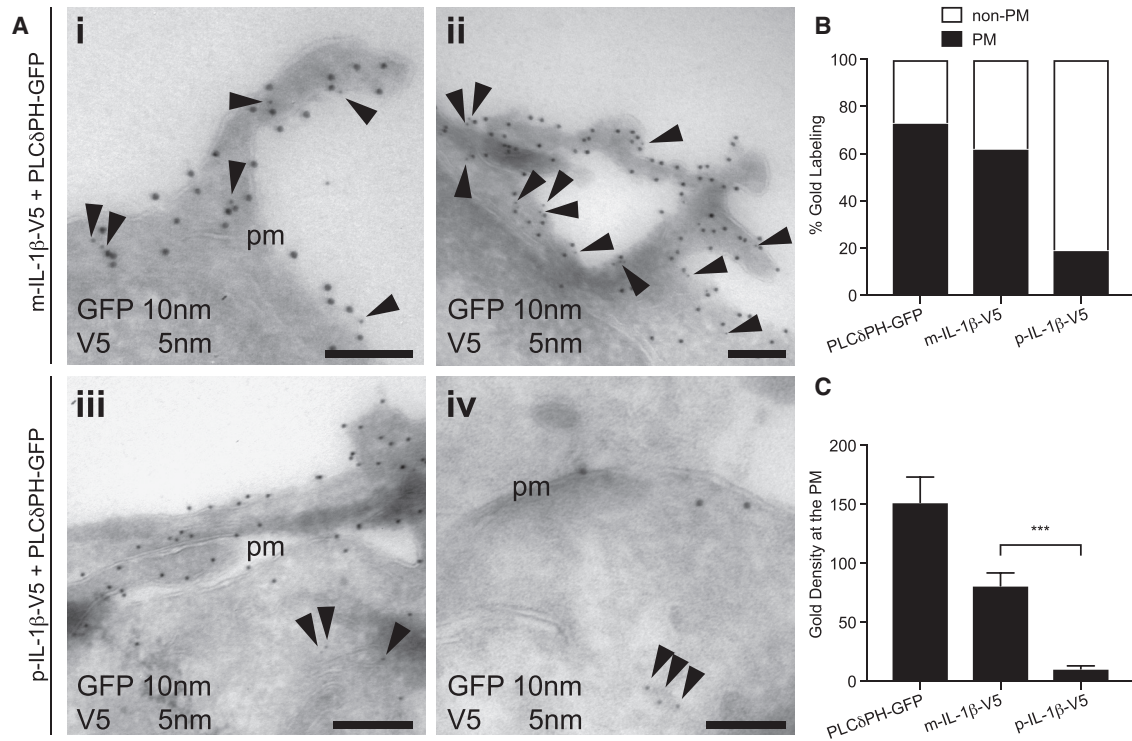 A
m-IL-1β-V5 + PLCδPH-GFP
i
pm
GFP 10nm
V5 5nm
ii
GFP 10nm
V5 5nm
p-IL-1β-V5 + PLCδPH-GFP
iii
pm
GFP 10nm
V5 5nm
iv
pm
GFP 10nm
V5 5nm
B
non-PM
PM
% Gold Labeling
100
80
60
40
20
0
PLCδPH-GFP
m-IL-1β-V5
p-IL-1β-V5
C
Gold Density at the PM
200
150
100
50
0
***
PLCδPH-GFP
m-IL-1β-V5
p-IL-1β-V5